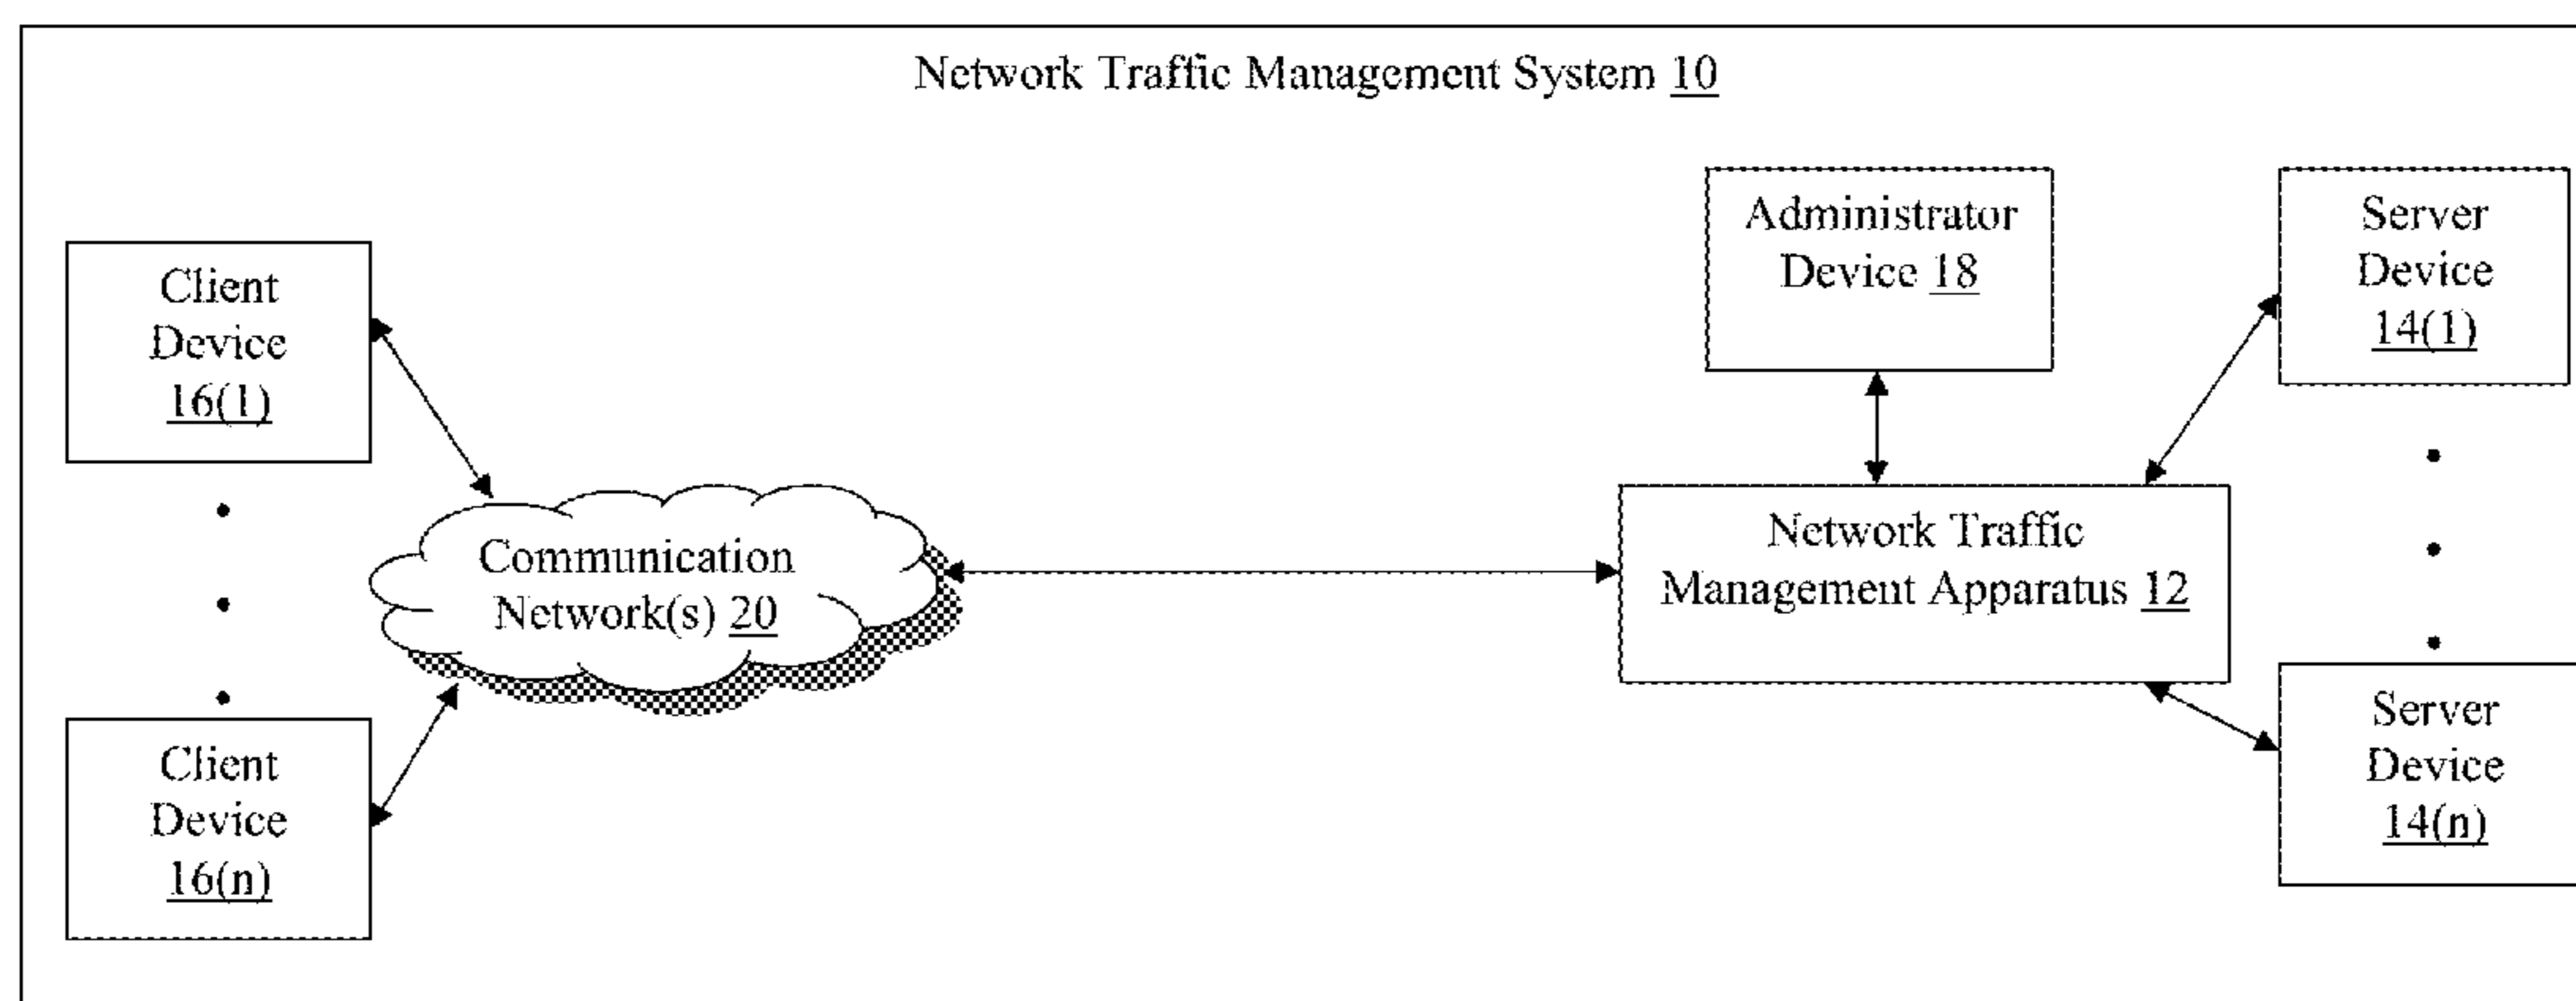 Network Traffic Management System 10
Client
Device
16(1)
Communication
Network(s) 20
Client
Device
16(n)
Administrator
Device 18
Network Traffic
Management Apparatus 12
Server
Device
14(1)
Server
Device
14(n)